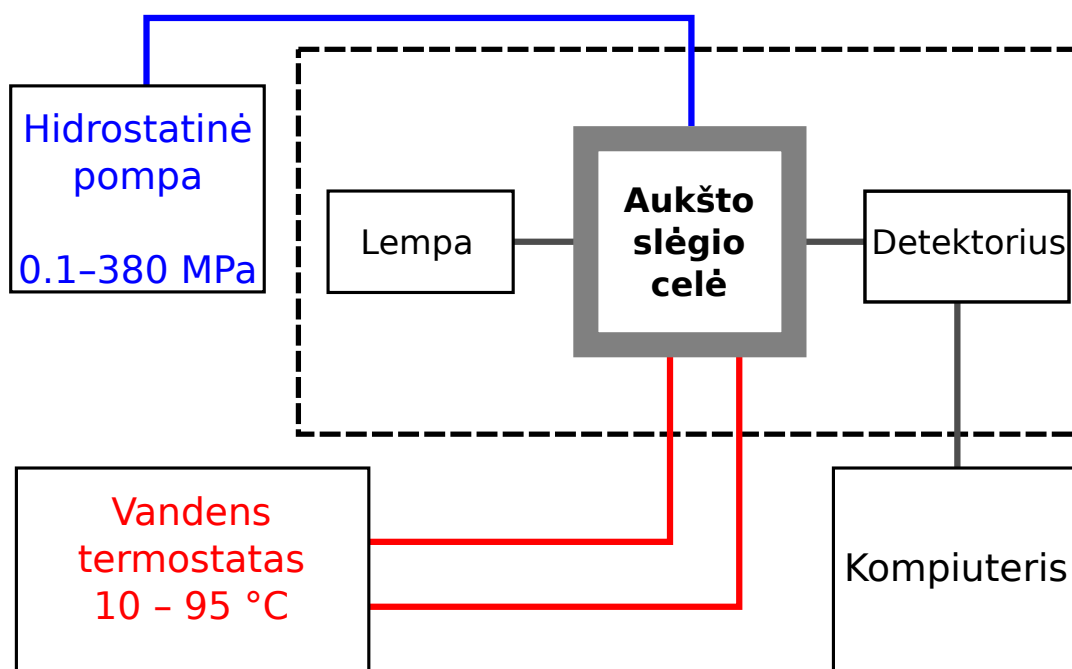 Hidrostatinė
pompa
0.1–380 MPa
Lempa
Aukšto
slėgio
celė
Detektorius
Vandens
termostatas
10 – 95 °C
Kompiuteris